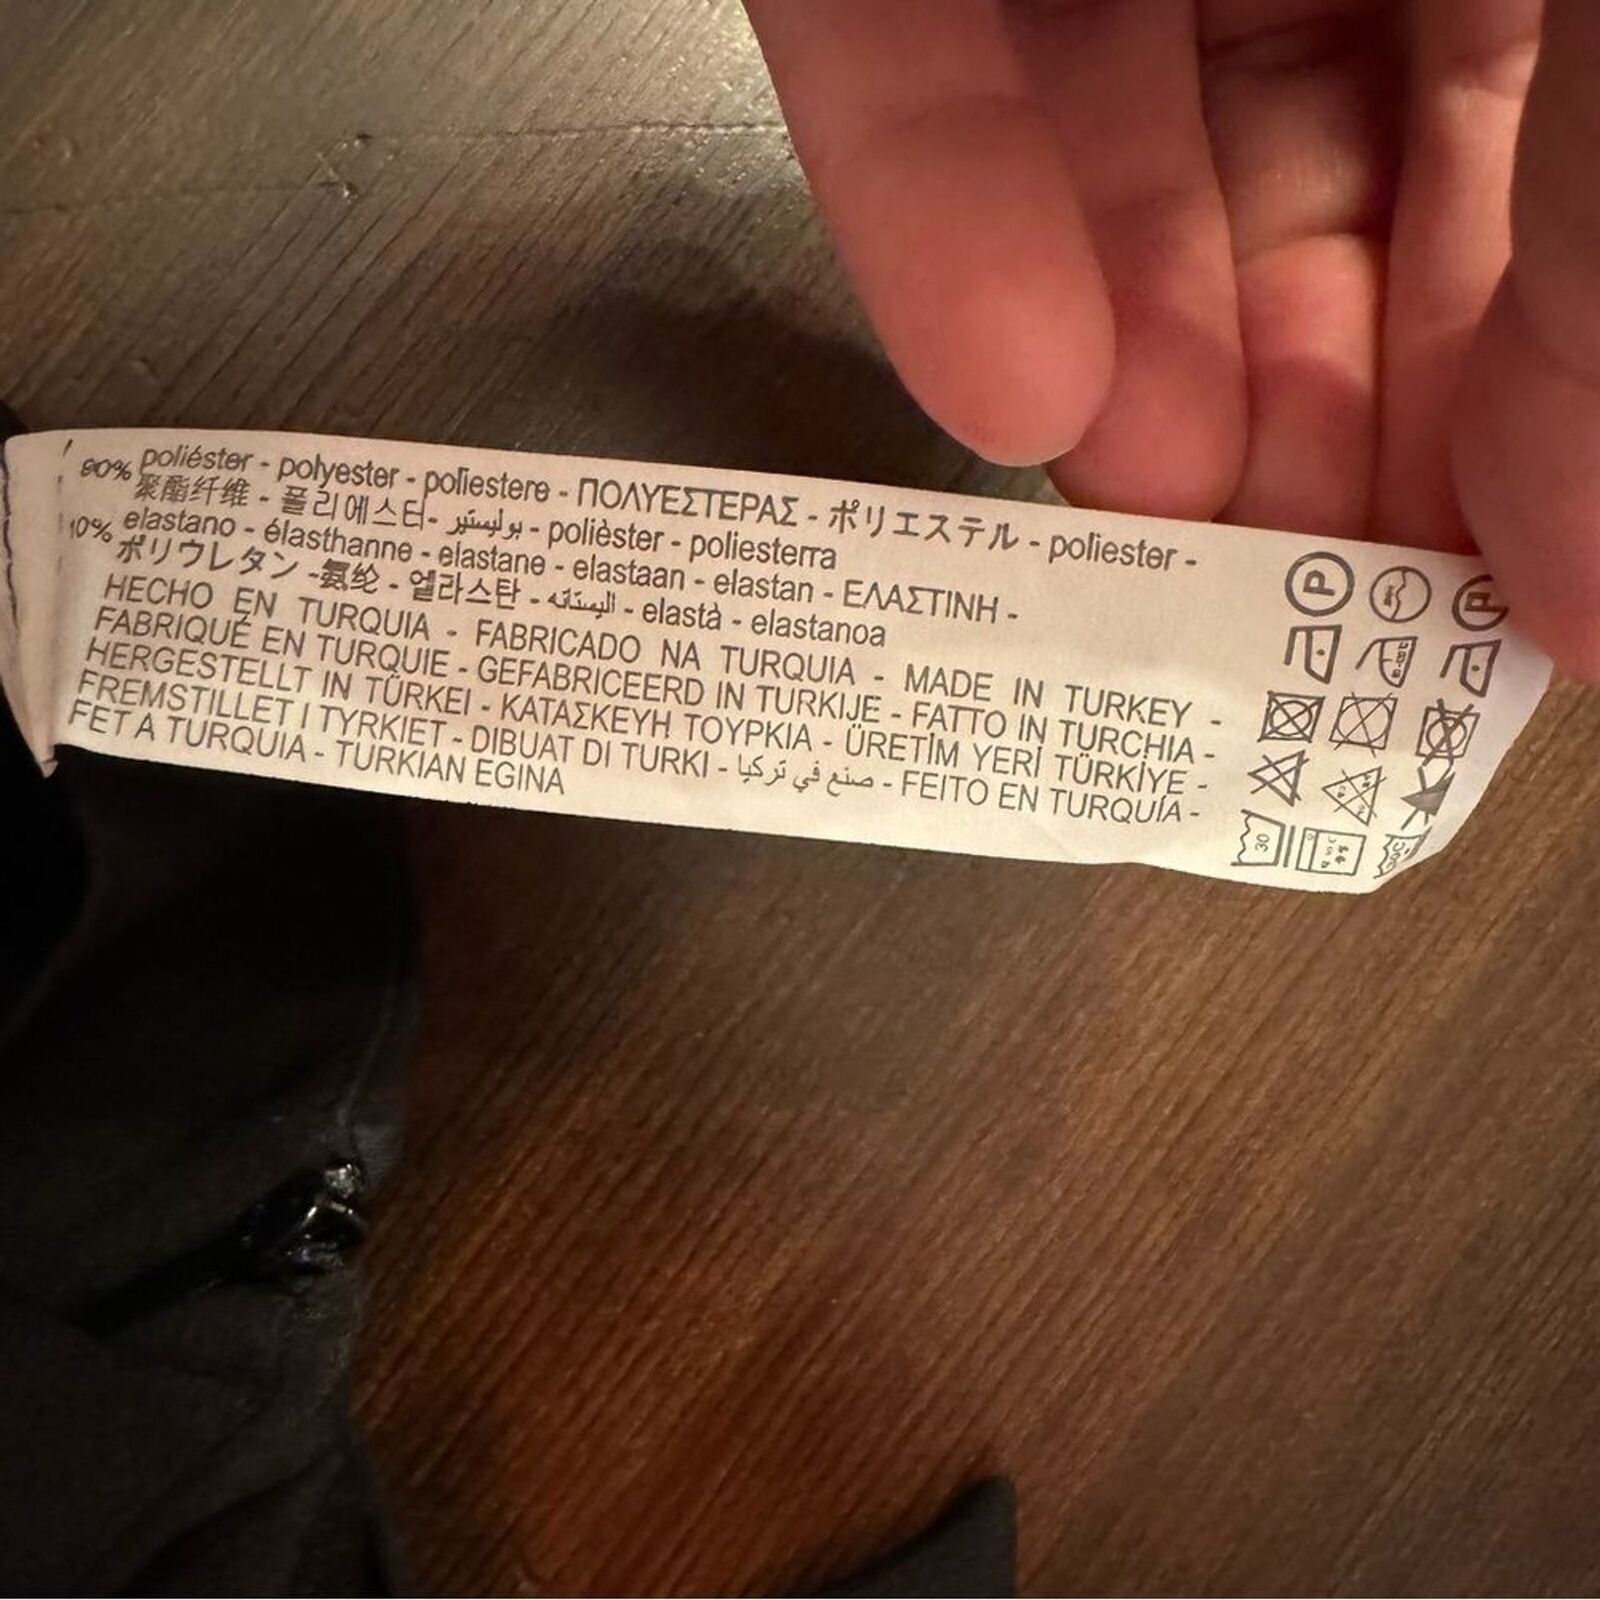 90% poliéster - polyester - poliestere - ΠΟΛΥΕΣΤΕΡΑΣ - ポリエステル - poliester -
聚酯纤维 - 폴리에스터- بوليستير - polièster - poliesterra
10% elastano - élasthanne - elastane - elastaan - elastan - ΕΛΑΣΤΙΝΗ -
ポリウレタン -氨纶 - 엘라스탄 - اليستانه - elastà - elastanoa
HECHO EN TURQUIA - FABRICADO NA TURQUIA - MADE IN TURKEY -
FABRIQUÉ EN TURQUIE - GEFABRICEERD IN TURKIJE - FATTO IN TURCHIA -
HERGESTELLT IN TÜRKEI - ΚΑΤΑΣΚΕΥΗ ΤΟΥΡΚΙΑ - ÜRETİM YERİ TÜRKİYE -
FREMSTILLET I TYRKIET - DIBUAT DI TURKI - صنع في تركيا - FEITO EN TURQUÍA -
FET A TURQUIA - TURKIAN EGINA
P P
30
30C